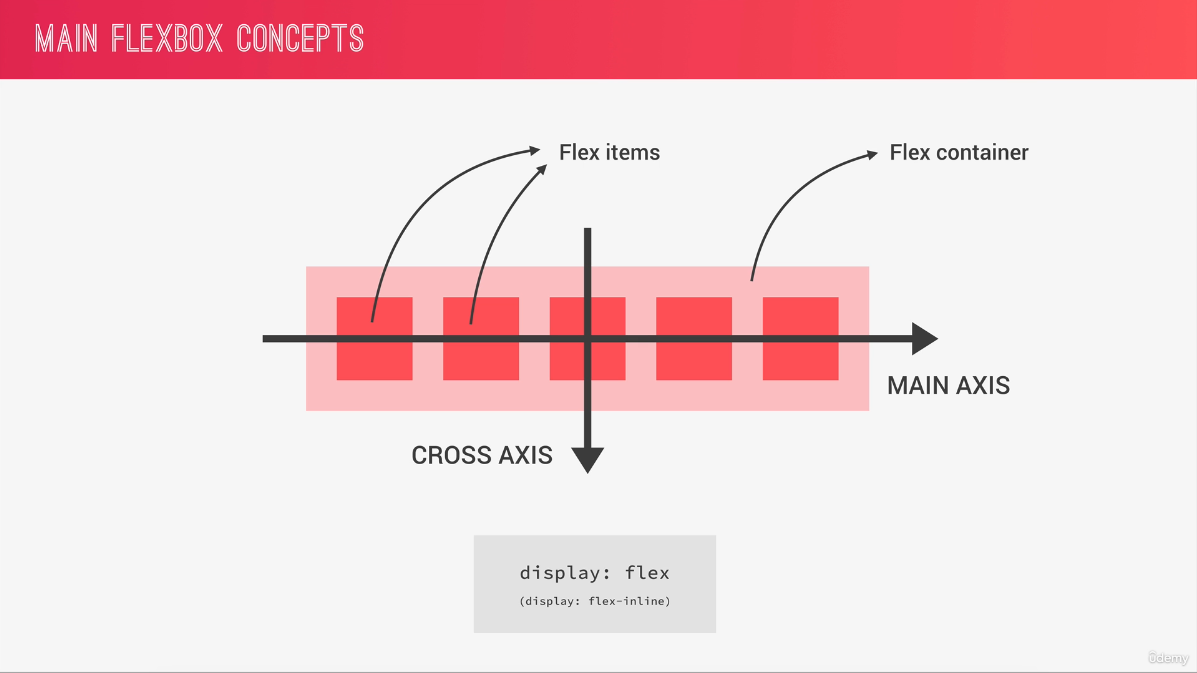 MAIN FLEXBOX CONCEPTS
Flex items
Flex container
MAIN AXIS
CROSS AXIS
display: flex
(display: flex-inline)
ûdemy